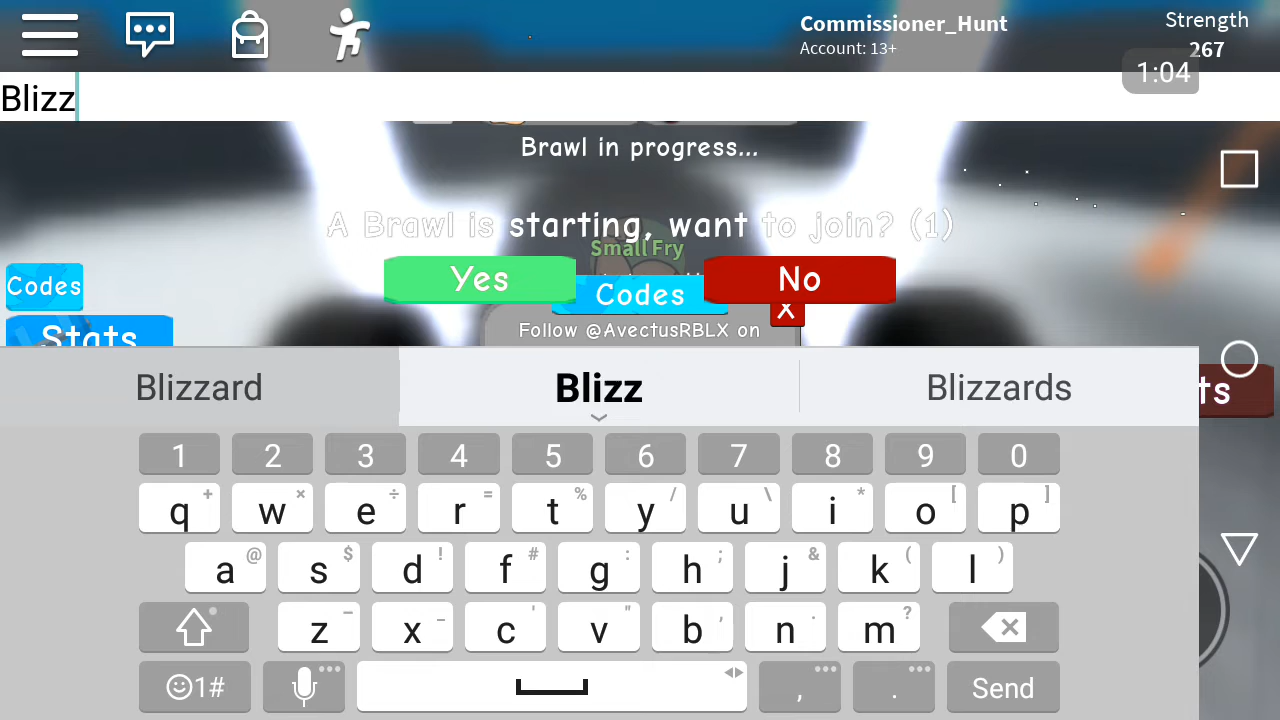 Commissioner_Hunt
Account: 13+
Strength
267
1:04
Blizz
Brawl in progress...
A Brawl is starting, want to join? (1)
Small Fry
Yes
No
Codes
Codes
X
Follow @AvectusRBLX on
Stats
ts
Blizzard
Blizz
Blizzards
1 2 3 4 5 6 7 8 9 0
+ × ÷ = % / \ * [ ]
q w e r t y u i o p
@ $ ! # : ; & ( )
a s d f g h j k l
- _ ' " , . ?
z x c v b n m
1# , . Send